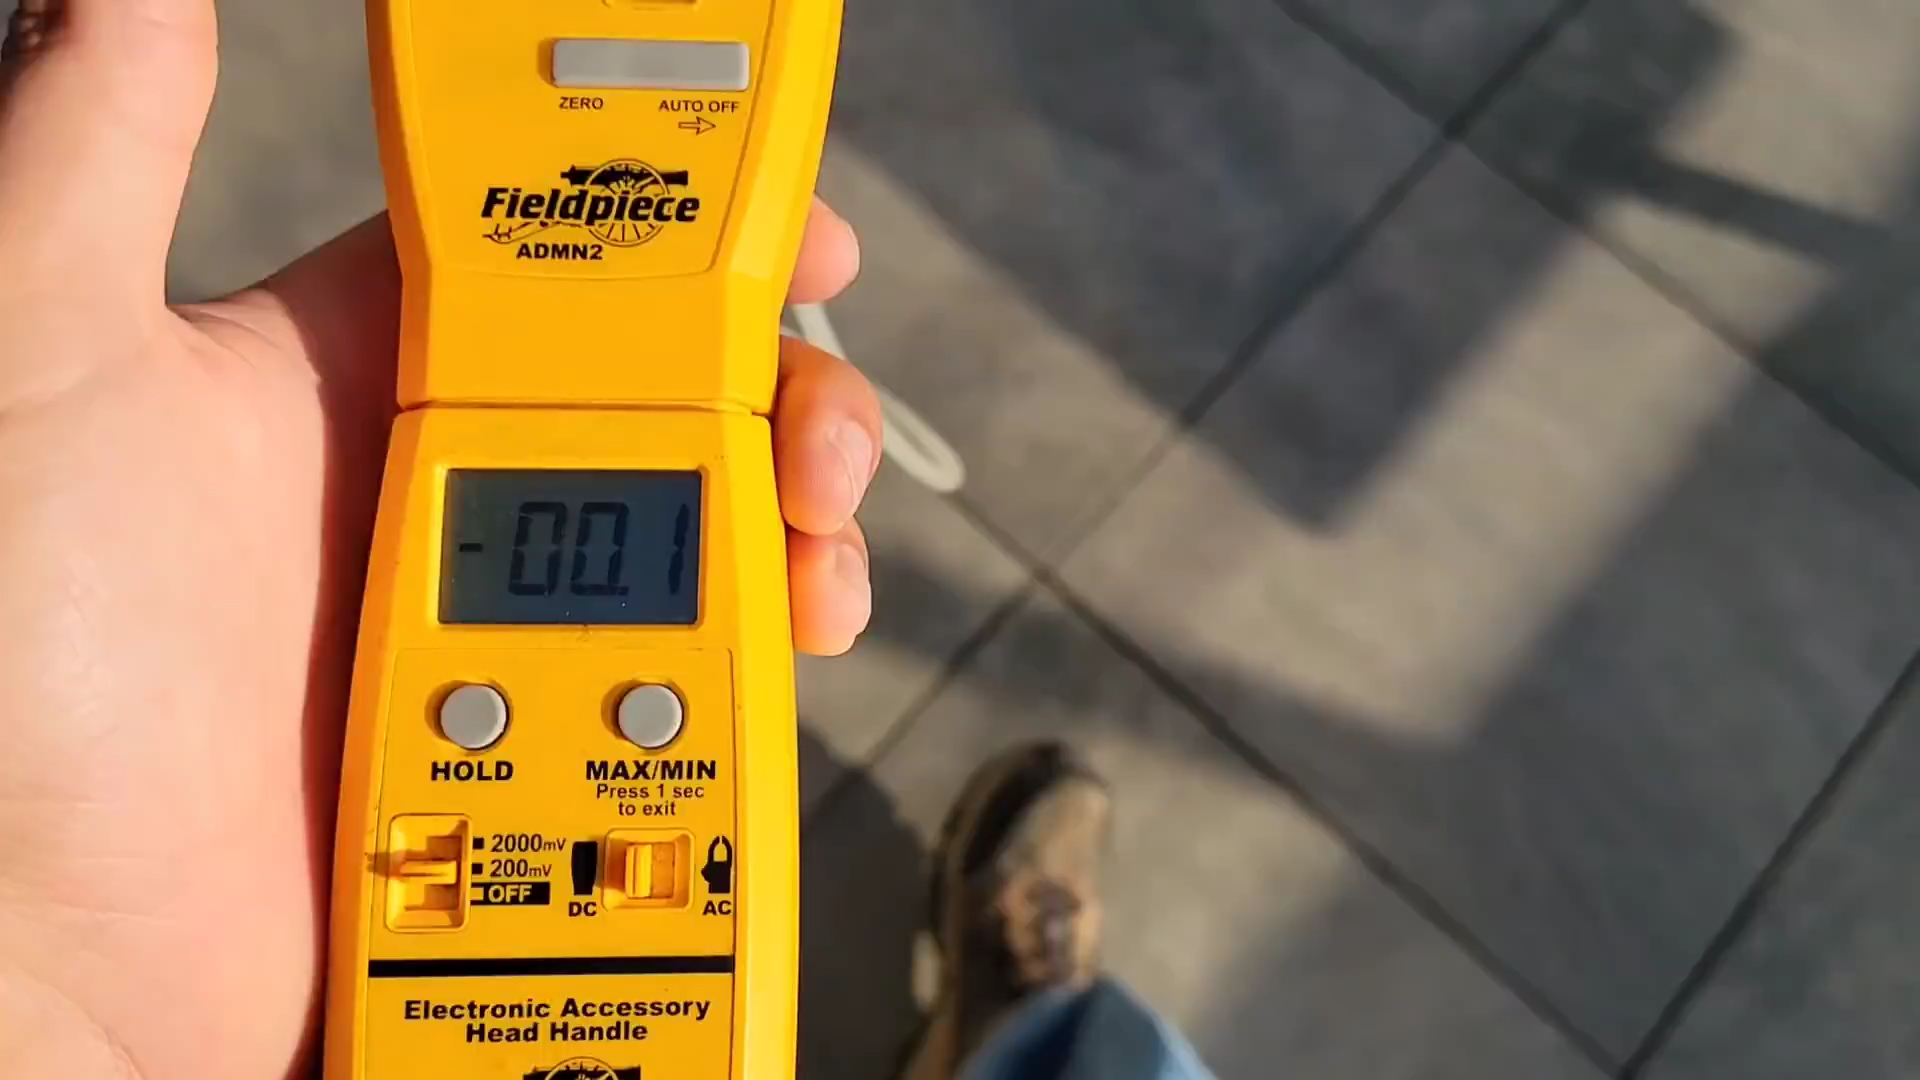 ZERO AUTO OFF
Fieldpiece
ADMN2
- 00.1
HOLD MAX/MIN
Press 1 sec
to exit
2000mV
200mV
OFF
DC AC
Electronic Accessory
Head Handle